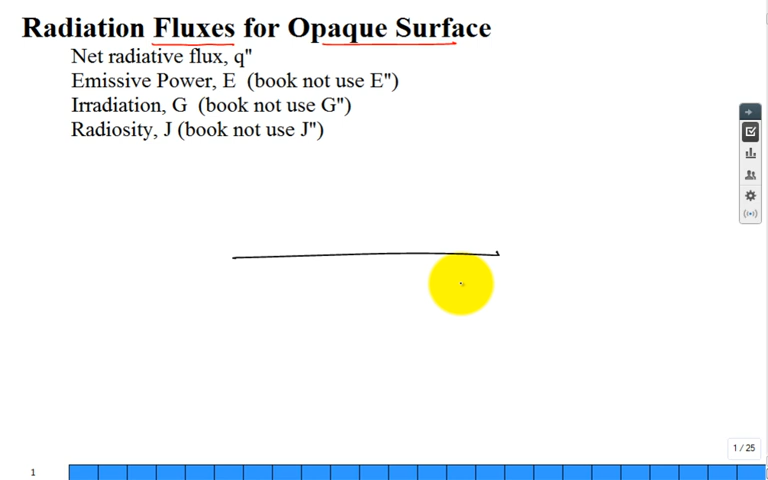 Radiation Fluxes for Opaque Surface
Net radiative flux, q"
Emissive Power, E (book not use E")
Irradiation, G (book not use G")
Radiosity, J (book not use J")
1 / 25
1